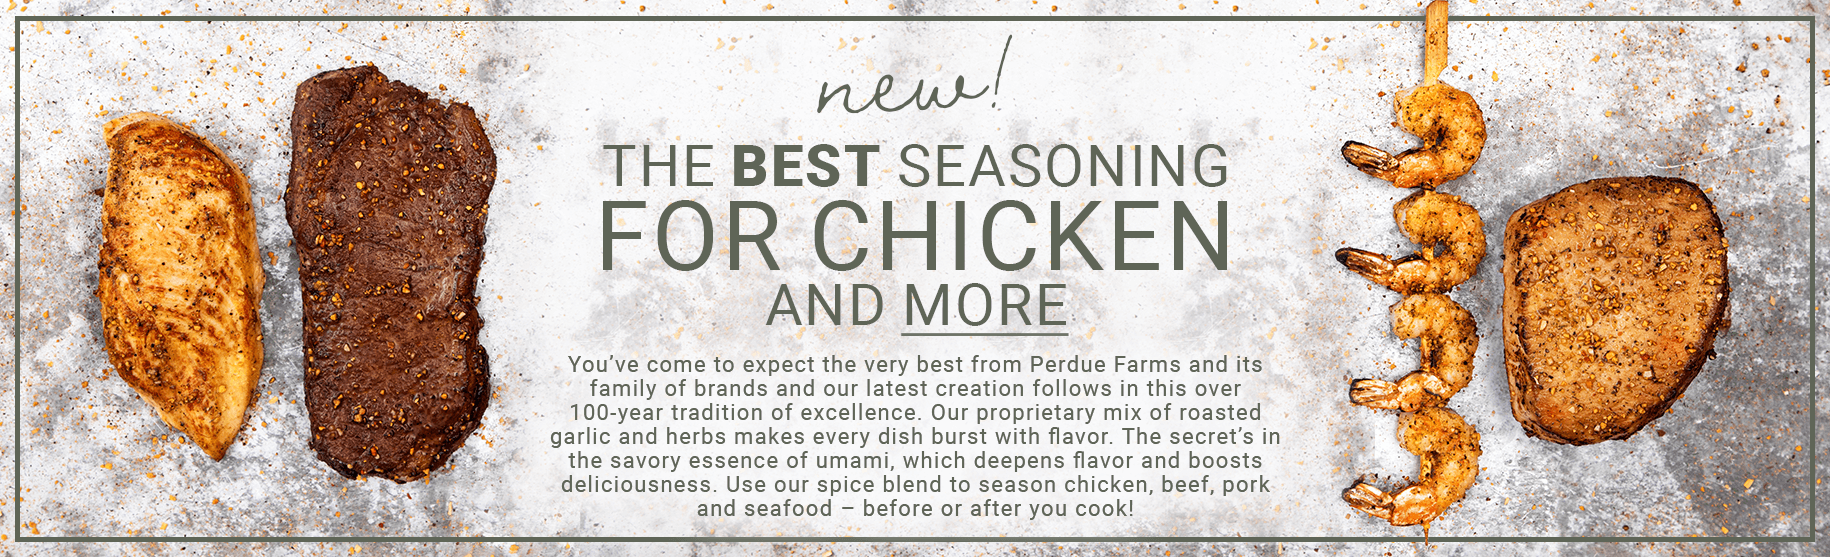 new!
THE BEST SEASONING
FOR CHICKEN
AND MORE
You’ve come to expect the very best from Perdue Farms and its
family of brands and our latest creation follows in this over
100-year tradition of excellence. Our proprietary mix of roasted
garlic and herbs makes every dish burst with flavor. The secret’s in
the savory essence of umami, which deepens flavor and boosts
deliciousness. Use our spice blend to season chicken, beef, pork
and seafood – before or after you cook!